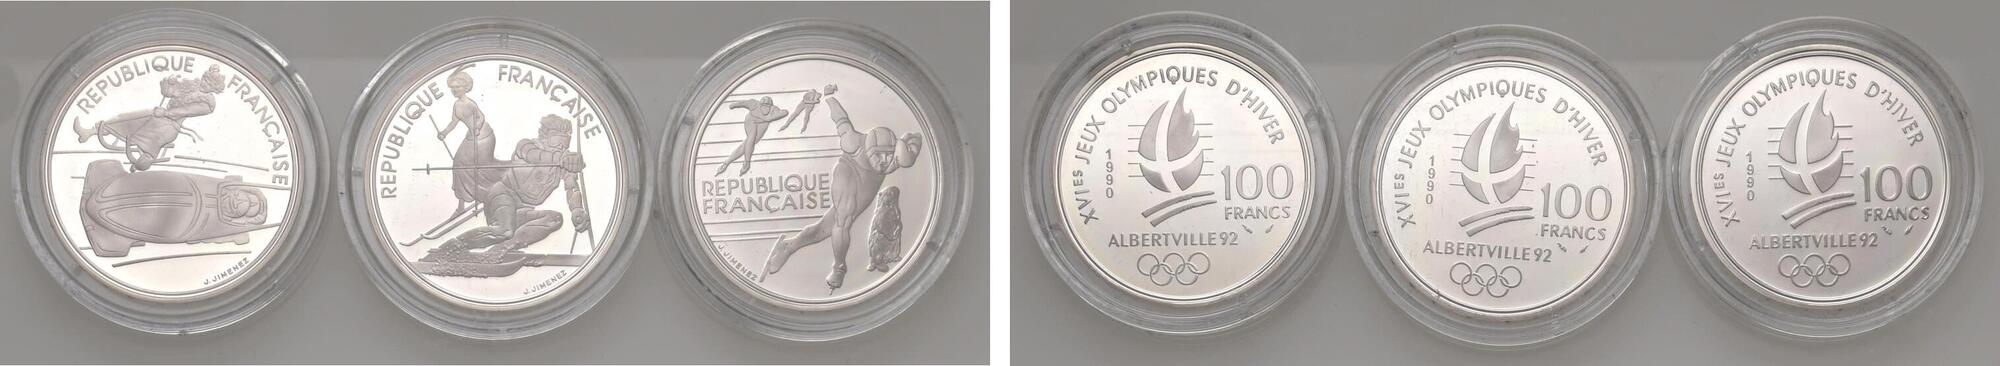 REPUBLIQUE FRANÇAISE
J. JIMENEZ
REPUBLIQUE FRANÇAISE
J. JIMENEZ
REPUBLIQUE
FRANÇAISE
J. JIMENEZ
XVIES JEUX OLYMPIQUES D'HIVER
1990
100
FRANCS
ALBERTVILLE 92
XVIES JEUX OLYMPIQUES D'HIVER
1990
100
FRANCS
ALBERTVILLE 92
XVIES JEUX OLYMPIQUES D'HIVER
1990
100
FRANCS
ALBERTVILLE 92